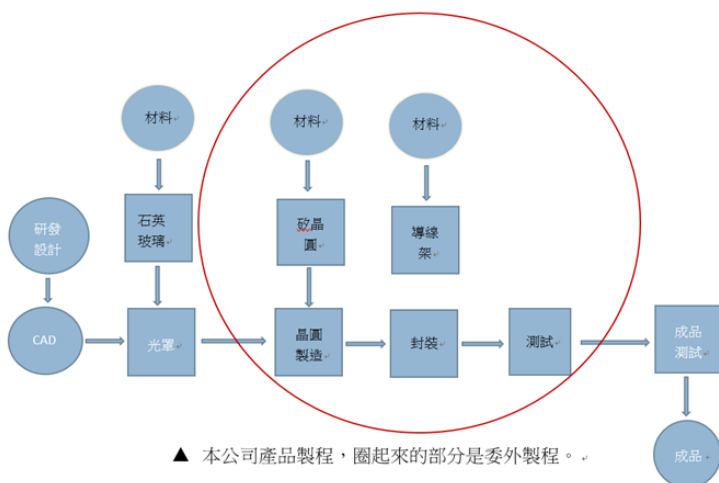 材料
材料
材料
研發
設計
石英
玻璃
矽晶
圓
導線
架
CAD
光罩
晶圓
製造
封裝
測試
成品
測試
成品
▲ 本公司產品製程，圈起來的部分是委外製程。